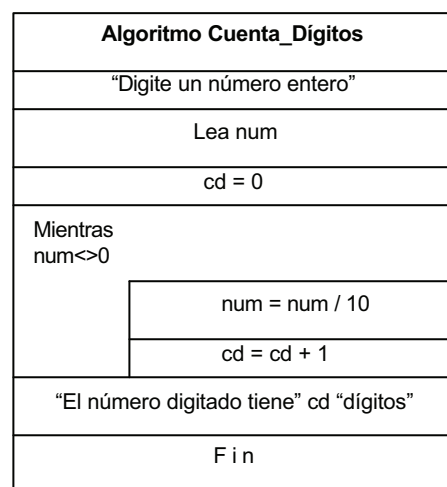 Algoritmo Cuenta_Dígitos
“Digite un número entero”
Lea num
cd = 0
Mientras
num<>0
num = num / 10
cd = cd + 1
“El número digitado tiene” cd “dígitos”
F i n